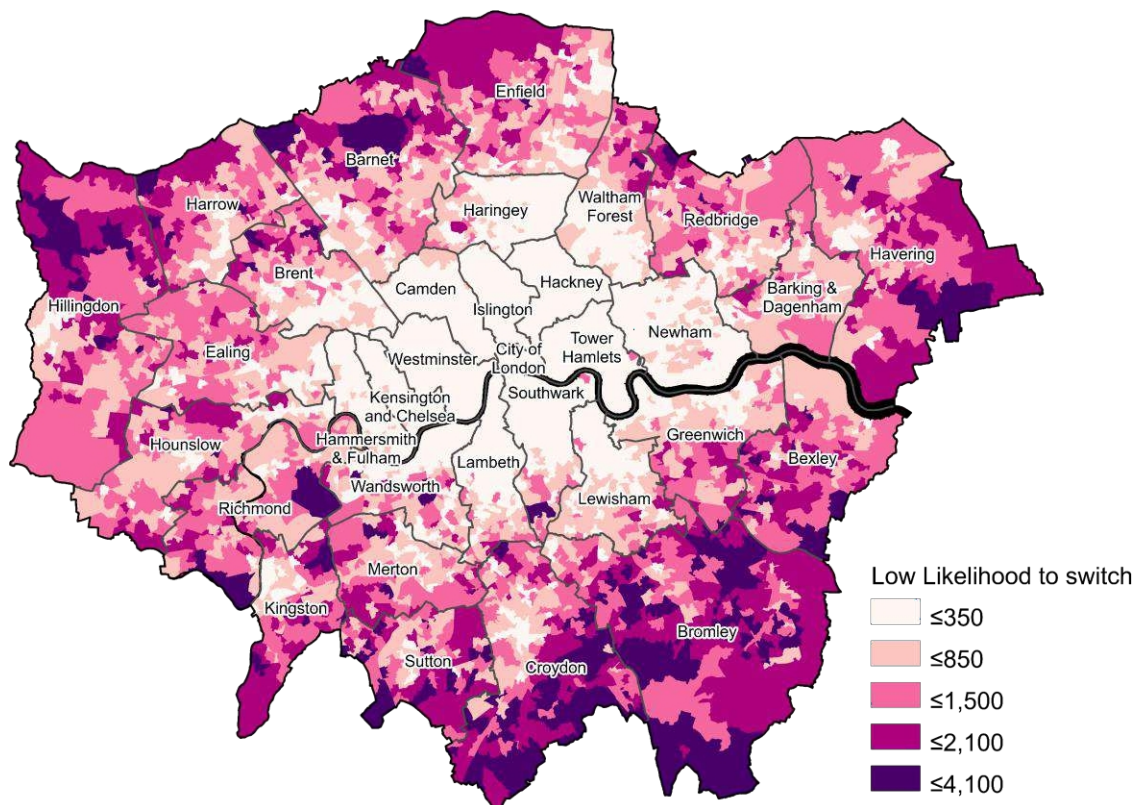 Enfield
Barnet
Harrow
Haringey
Waltham
Forest
Redbridge
Havering
Brent
Camden
Hackney
Islington
Barking &
Dagenham
Hillingdon
Ealing
Westminster
City of
London
Tower
Hamlets
Newham
Kensington
and Chelsea
Southwark
Hounslow
Hammersmith
& Fulham
Greenwich
Bexley
Lambeth
Wandsworth
Richmond
Lewisham
Merton
Kingston
Sutton
Croydon
Bromley
Low Likelihood to switch
≤350
≤850
≤1,500
≤2,100
≤4,100